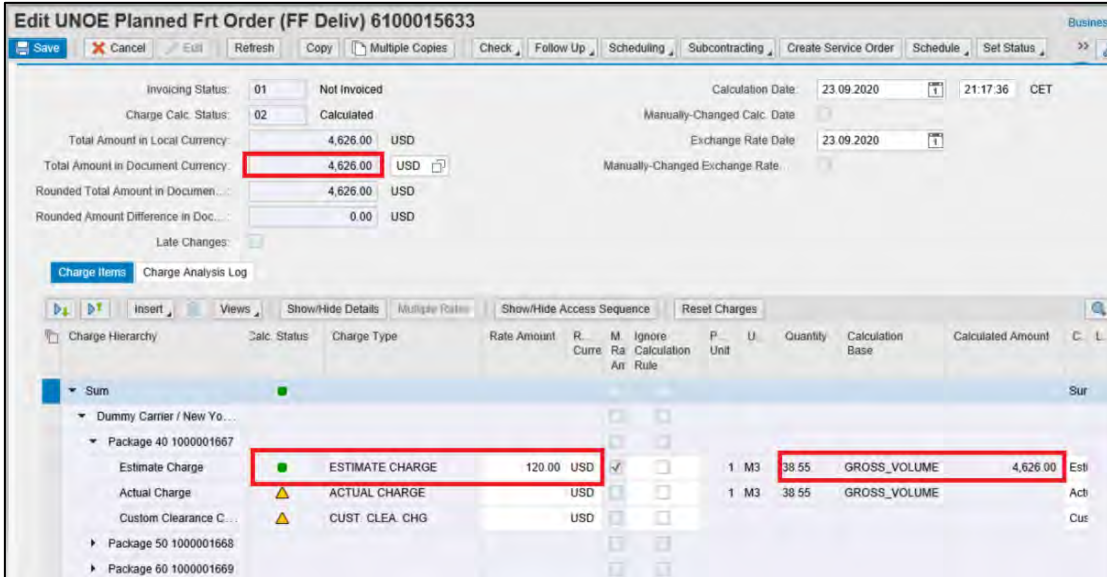 Edit UNOE Planned Frt Order (FF Deliv) 6100015633
Busines
Save Cancel Edit Refresh Copy Multiple Copies Check Follow Up Scheduling Subcontracting Create Service Order Schedule Set Status >>
Invoicing Status: 01 Not Invoiced Calculation Date: 23.09.2020 21:17:36 CET
Charge Calc. Status: 02 Calculated Manually-Changed Calc. Date
Total Amount in Local Currency: 4,626.00 USD Exchange Rate Date 23.09.2020
Total Amount in Document Currency: 4,626.00 USD Manually-Changed Exchange Rate
Rounded Total Amount in Documen...: 4,626.00 USD
Rounded Amount Difference in Doc...: 0.00 USD
Late Changes:
Charge Items Charge Analysis Log
Insert Views Show/Hide Details Multiple Rates Show/Hide Access Sequence Reset Charges
Charge Hierarchy Calc. Status Charge Type Rate Amount R... Curre M. Ra Am Ignore Calculation Rule P... Unit U... Quantity Calculation Base Calculated Amount C.. L..
Sum Sur
Dummy Carrier / New Yo...
Package 40 1000001667
Estimate Charge ESTIMATE CHARGE 120.00 USD 1 M3 38.55 GROSS_VOLUME 4,626.00 Esti
Actual Charge ACTUAL CHARGE USD 1 M3 38.55 GROSS_VOLUME Act
Custom Clearance C... CUST. CLEA. CHG USD Cus
Package 50 1000001668
Package 60 1000001669